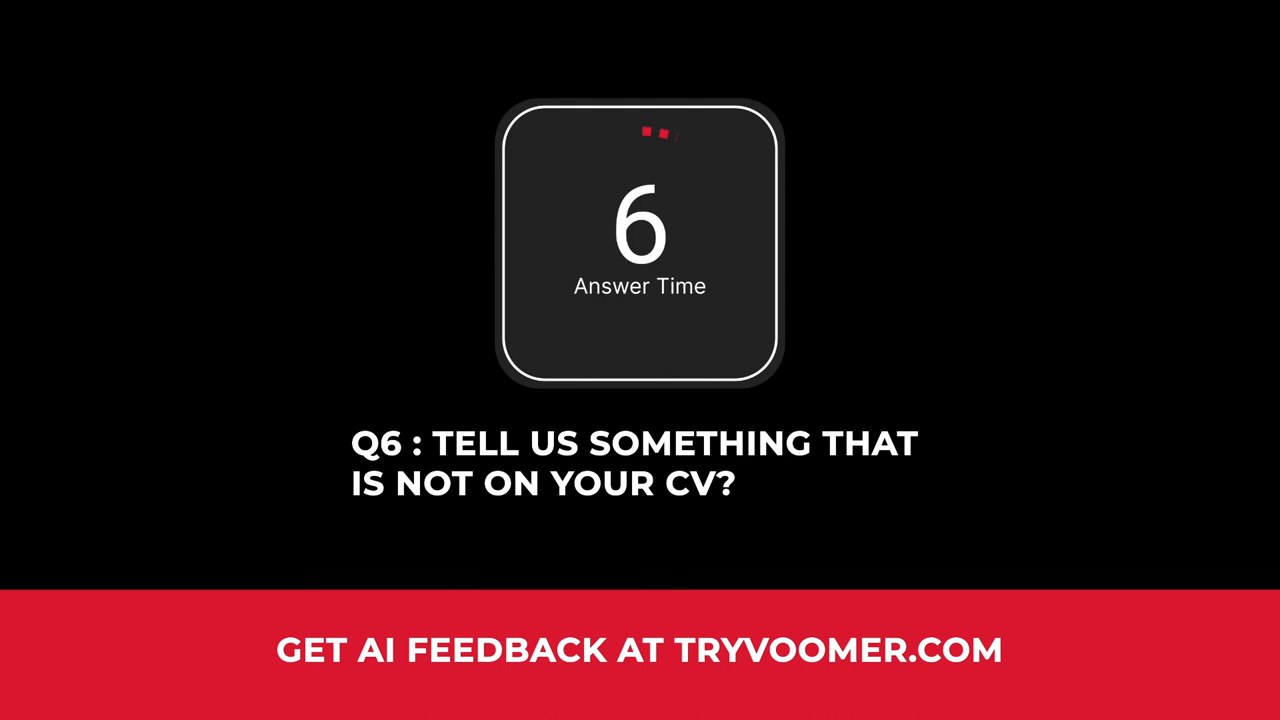 6
Answer Time
Q6 : TELL US SOMETHING THAT
IS NOT ON YOUR CV?
GET AI FEEDBACK AT TRYVOOMER.COM